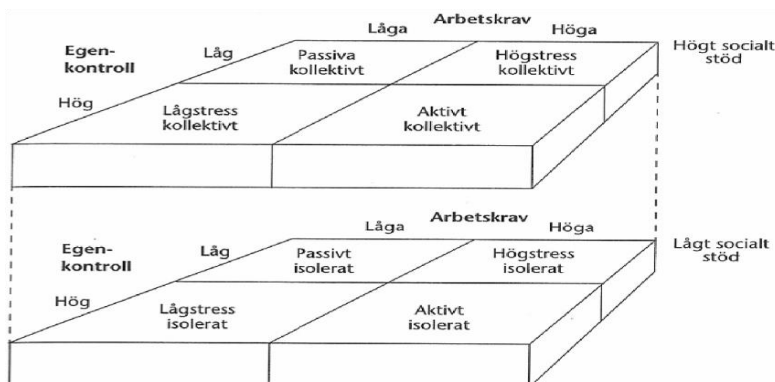 Arbetskrav
Låga
Höga
Egen-
kontroll
Låg
Hög
Passiva
kollektivt
Högstress
kollektivt
Högt socialt
stöd
Lågstress
kollektivt
Aktivt
kollektivt
Arbetskrav
Låga
Höga
Egen-
kontroll
Låg
Hög
Passivt
isolerat
Högstress
isolerat
Lågt socialt
stöd
Lågstress
isolerat
Aktivt
isolerat